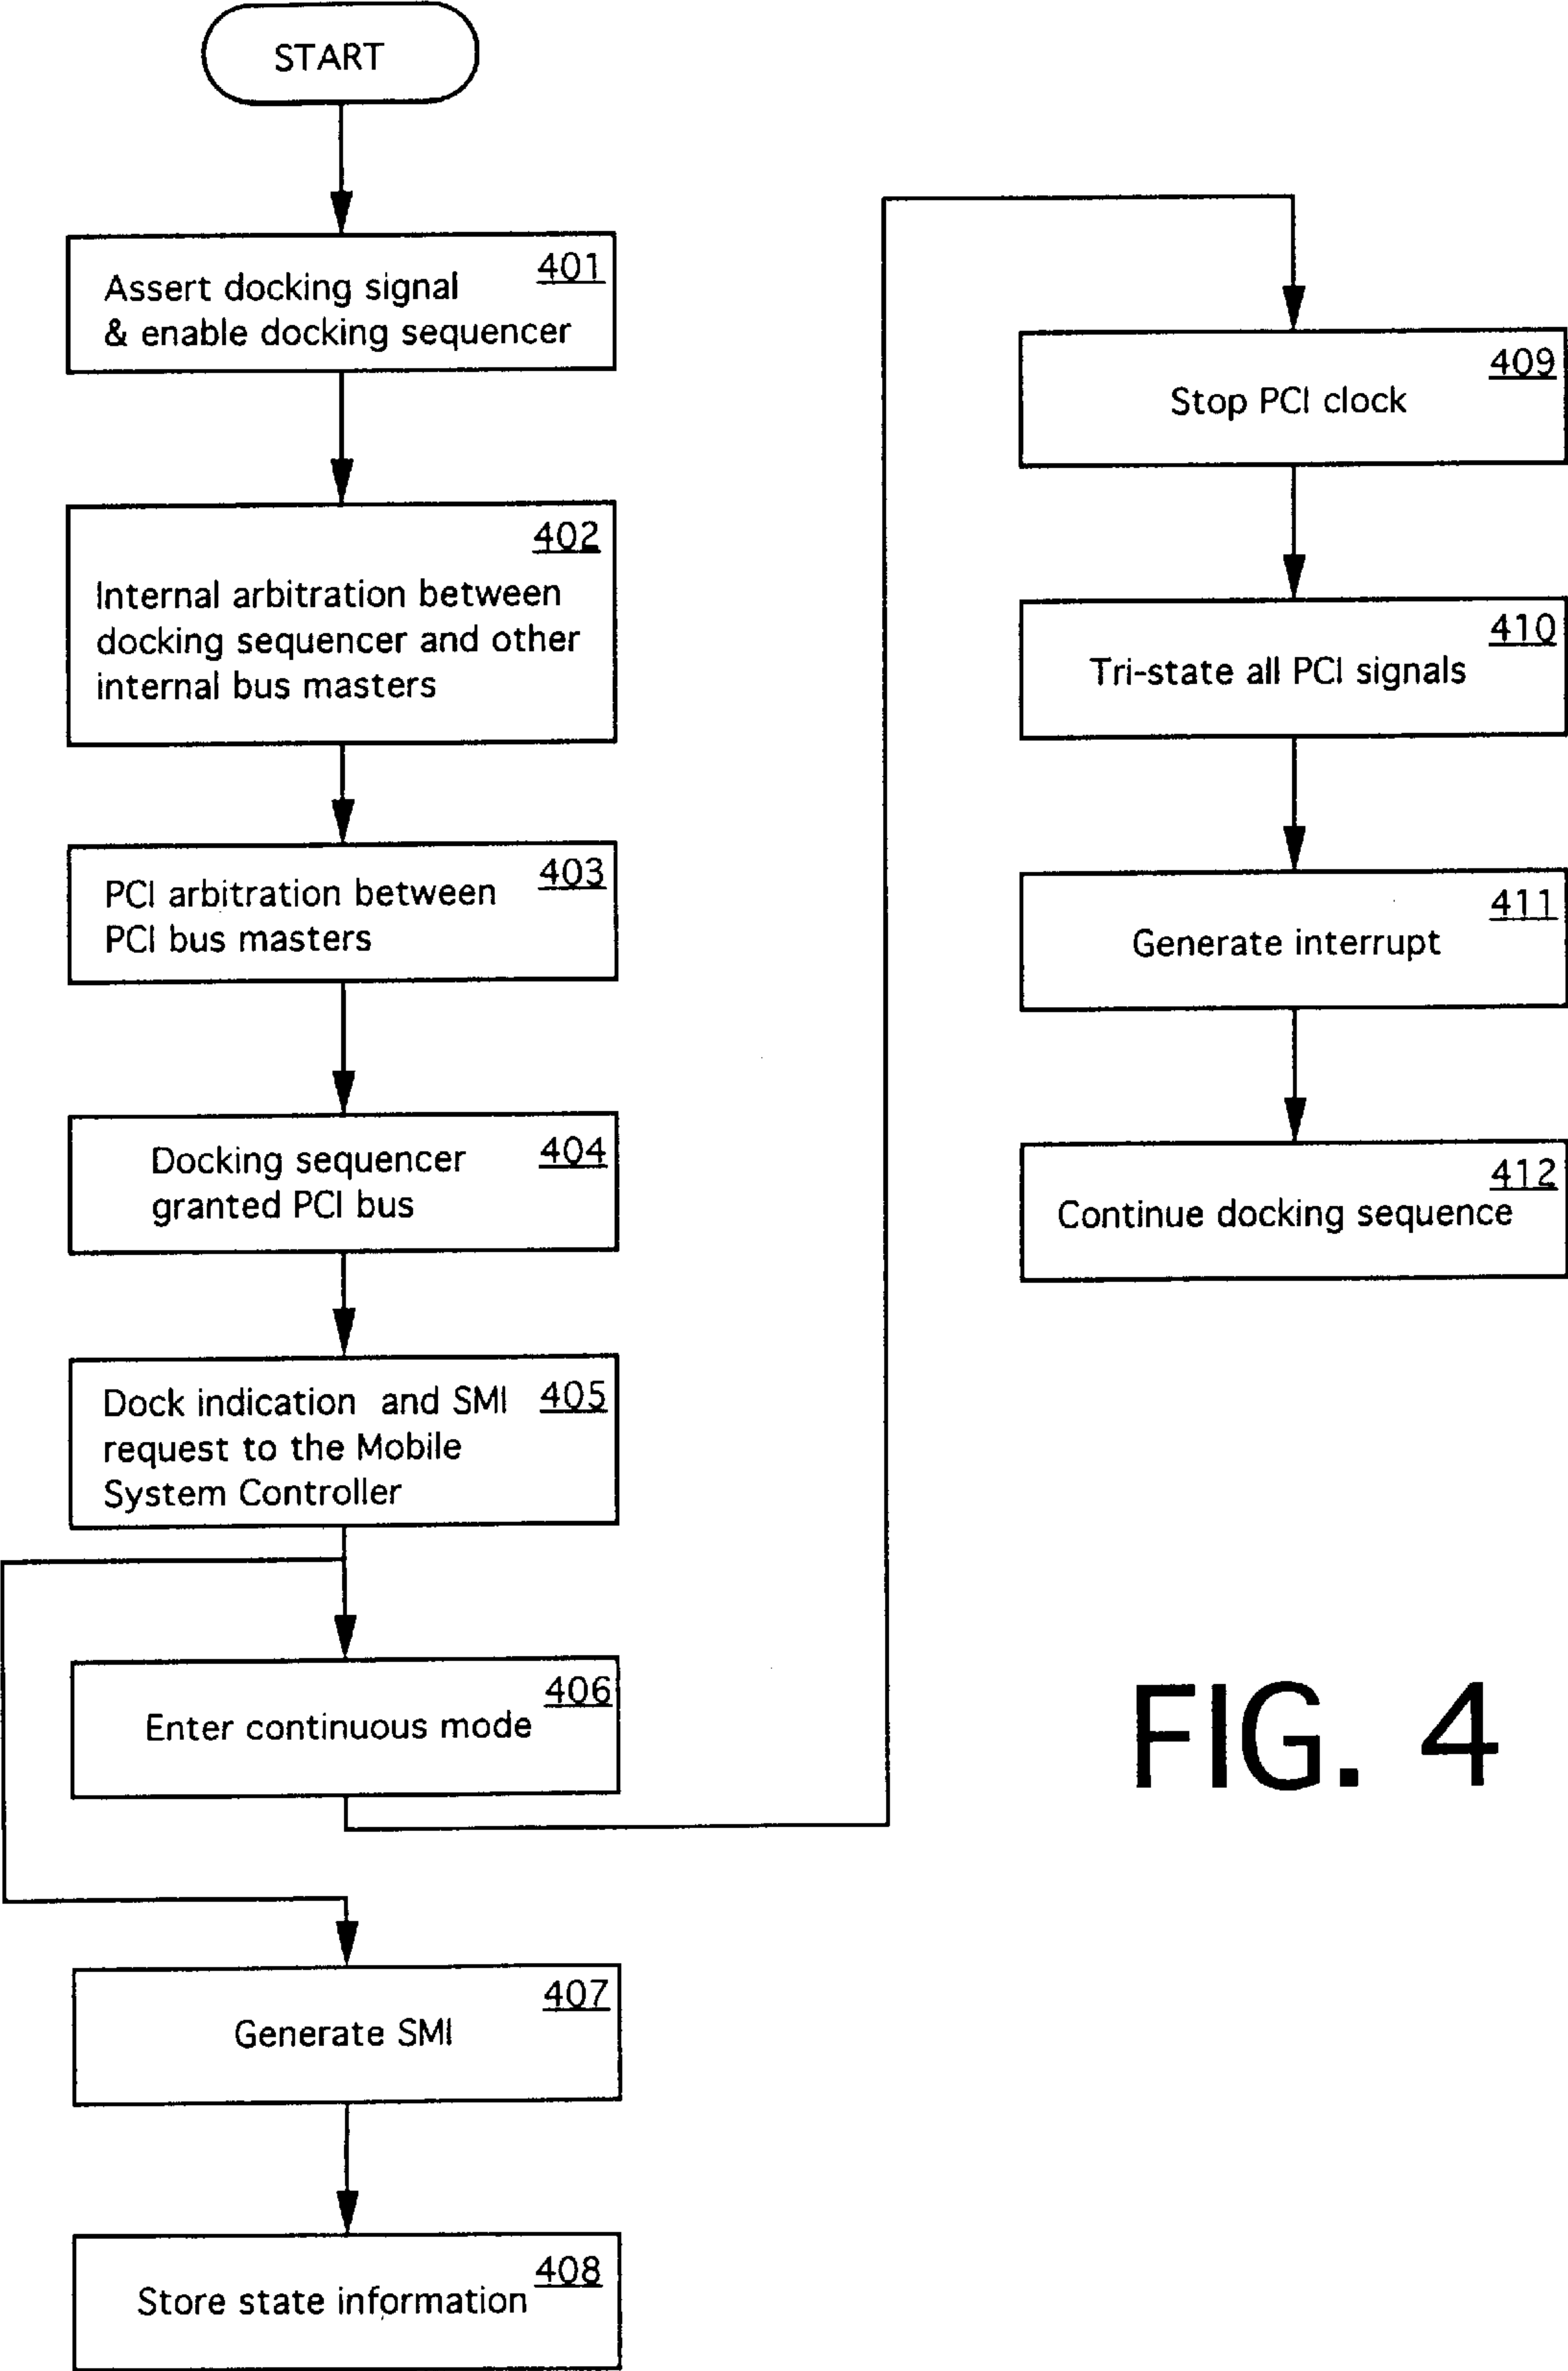 START
401
Assert docking signal
& enable docking sequencer
402
Internal arbitration between
docking sequencer and other
internal bus masters
403
PCI arbitration between
PCI bus masters
404
Docking sequencer
granted PCI bus
405
Dock indication and SMI
request to the Mobile
System Controller
406
Enter continuous mode
407
Generate SMI
408
Store state information
409
Stop PCI clock
410
Tri-state all PCI signals
411
Generate interrupt
412
Continue docking sequence
FIG. 4